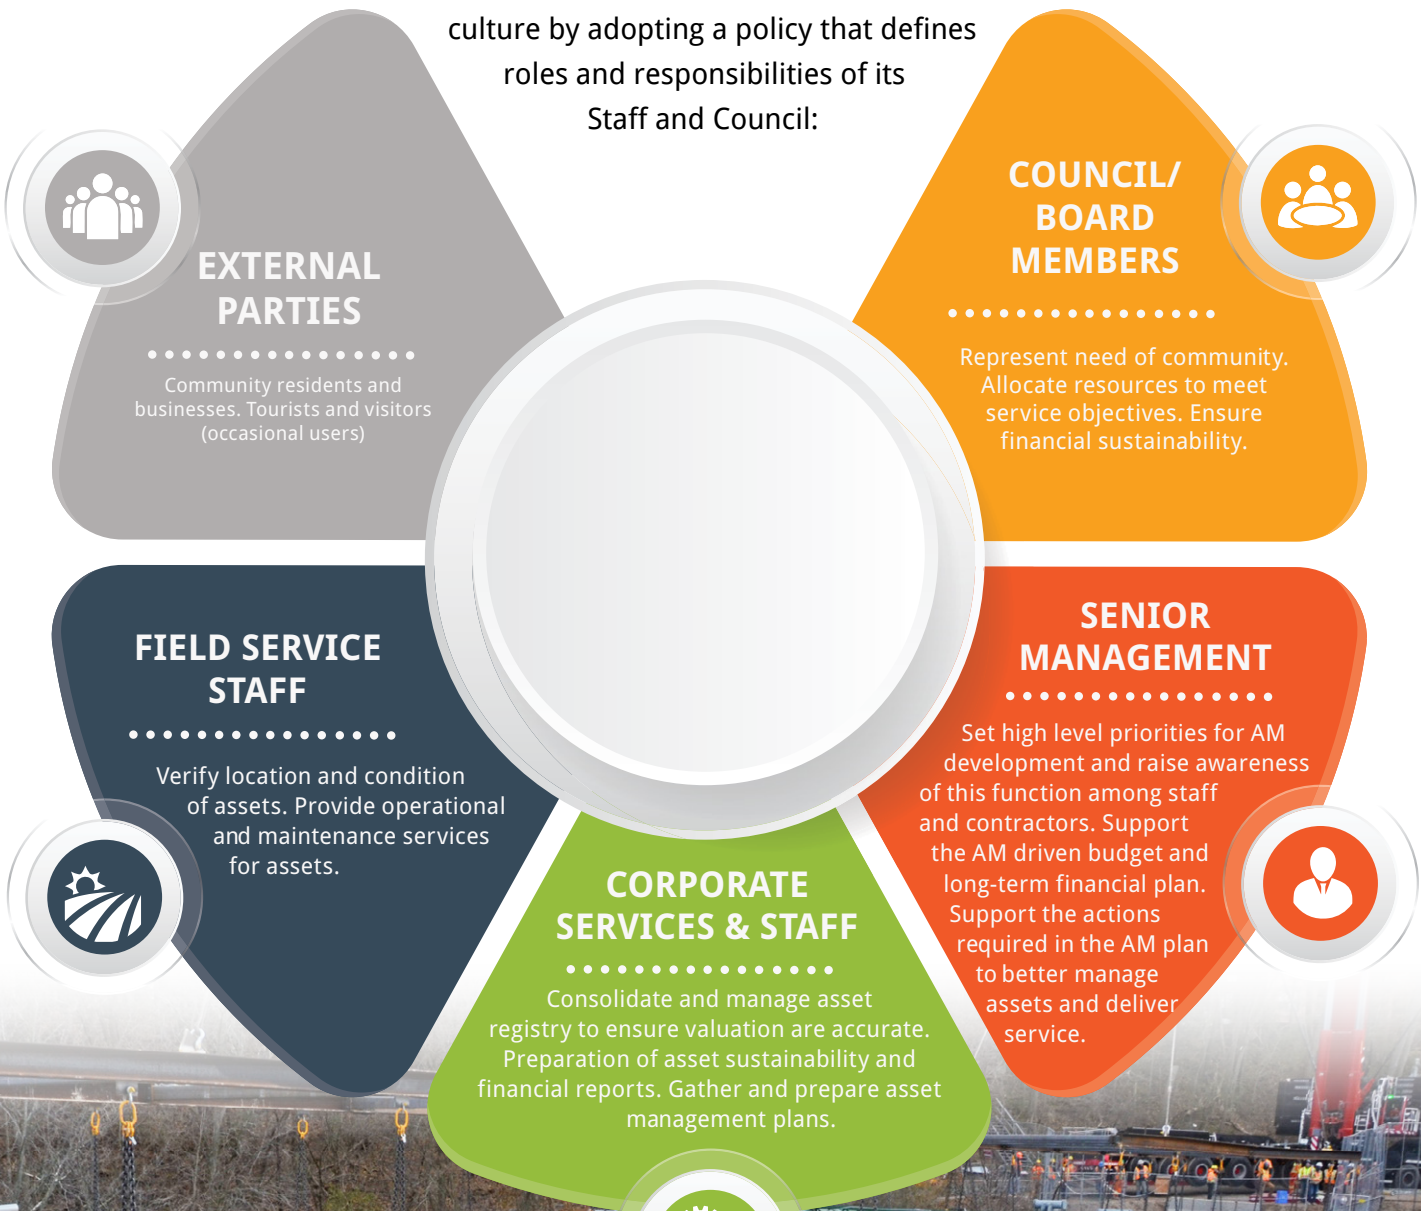 culture by adopting a policy that defines
roles and responsibilities of its
Staff and Council:
EXTERNAL
PARTIES
Community residents and
businesses. Tourists and visitors
(occasional users)
COUNCIL/
BOARD
MEMBERS
Represent need of community.
Allocate resources to meet
service objectives. Ensure
financial sustainability.
FIELD SERVICE
STAFF
Verify location and condition
of assets. Provide operational
and maintenance services
for assets.
SENIOR
MANAGEMENT
Set high level priorities for AM
development and raise awareness
of this function among staff
and contractors. Support
the AM driven budget and
long-term financial plan.
Support the actions
required in the AM plan
to better manage
assets and deliver
service.
CORPORATE
SERVICES & STAFF
Consolidate and manage asset
registry to ensure valuation are accurate.
Preparation of asset sustainability and
financial reports. Gather and prepare asset
management plans.